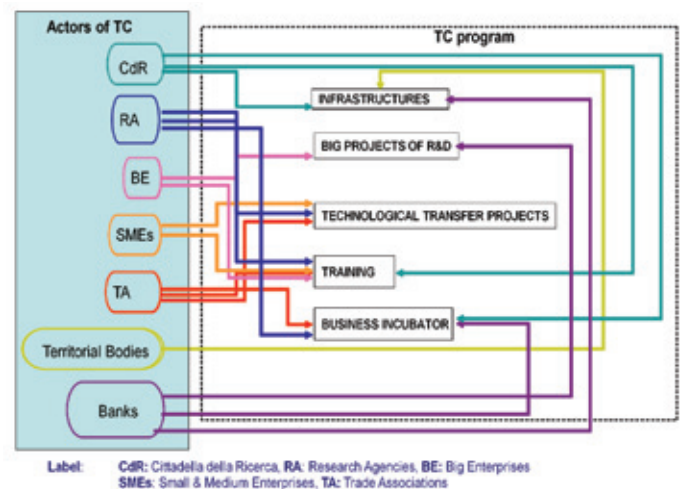 Actors of TC
TC program
CdR
RA
BE
SMEs
TA
Territorial Bodies
Banks
INFRASTRUCTURES
BIG PROJECTS OF R&D
TECHNOLOGICAL TRANSFER PROJECTS
TRAINING
BUSINESS INCUBATOR
Label: CdR: Cittadella della Ricerca, RA: Research Agencies, BE: Big Enterprises
SMEs: Small & Medium Enterprises, TA: Trade Associations